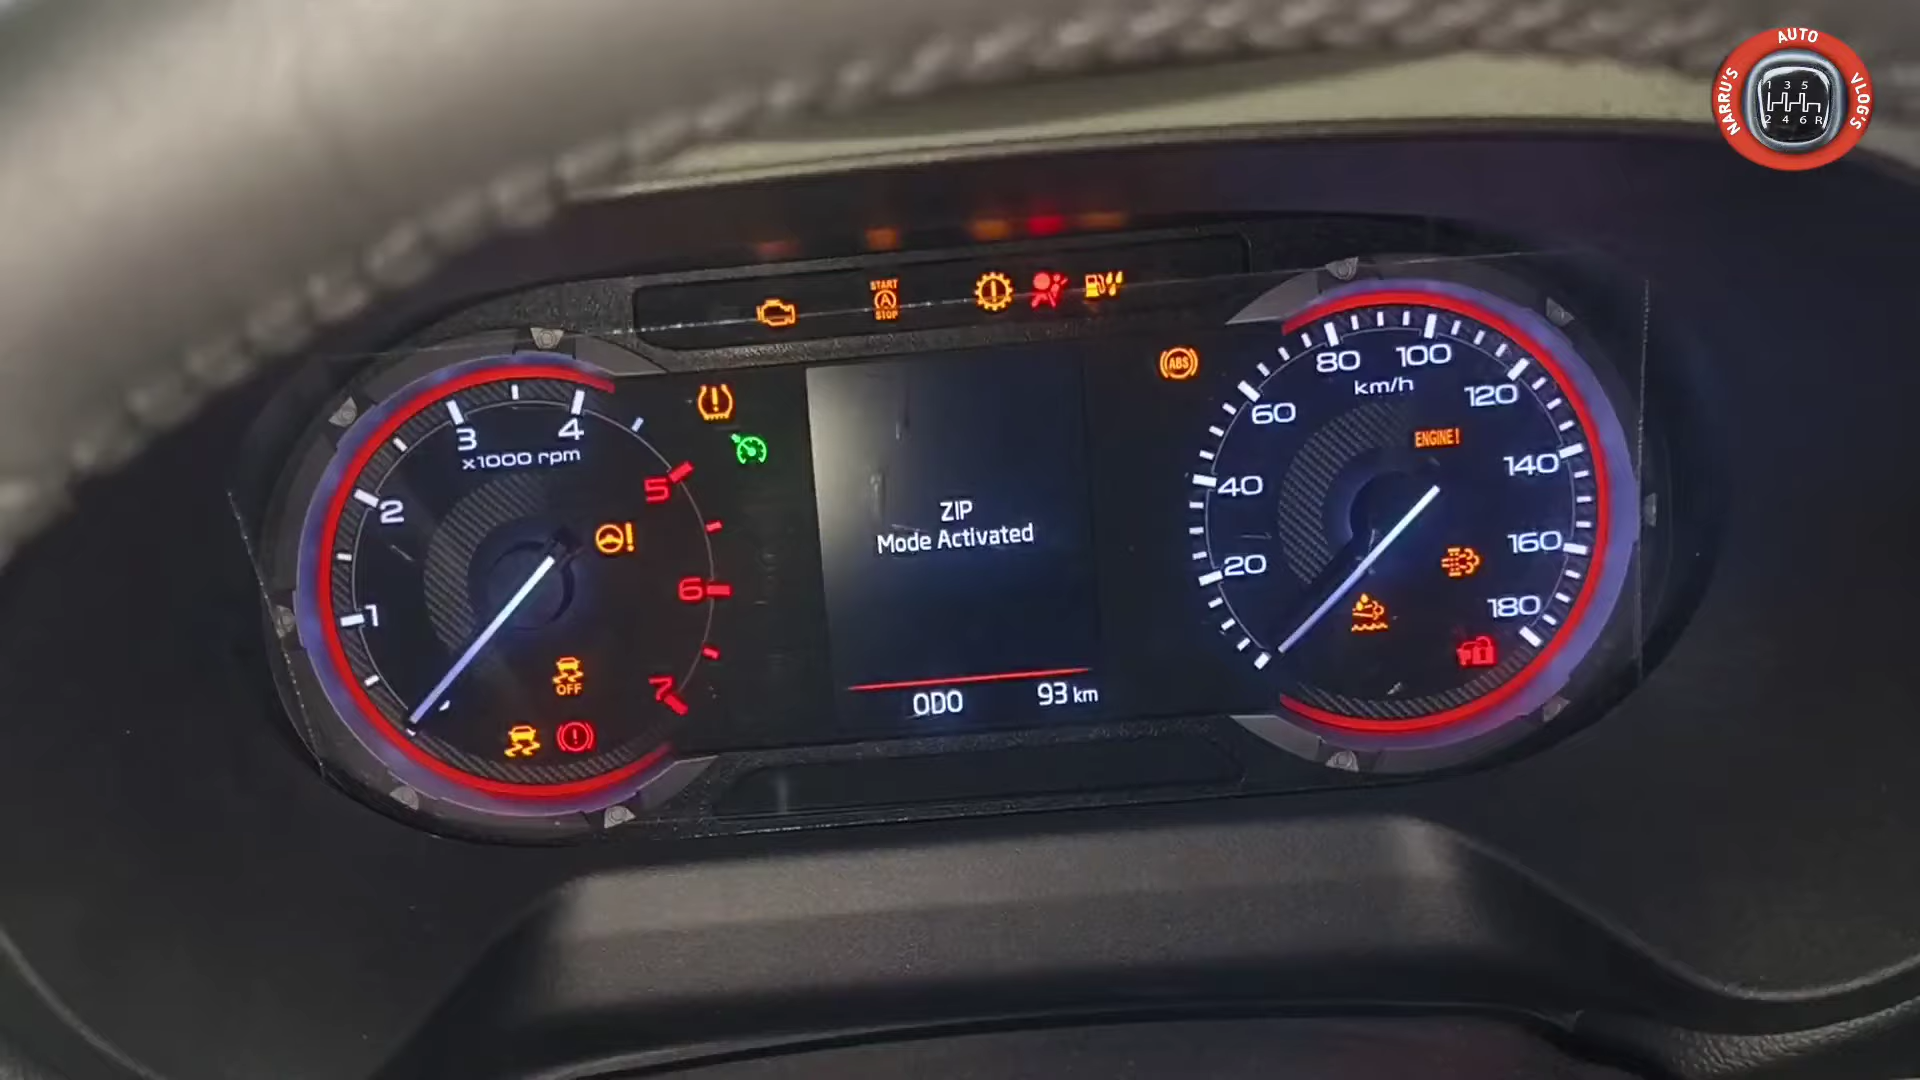 NARRU'S AUTO VLOG'S
1 3 5
2 4 6 R
START
A
STOP
ABS
3 4
x1000 rpm
2
5
1
6
7
OFF
ZIP
Mode Activated
ODO 93 km
80 100
km/h
60 120
ENGINE!
40 140
20 160
180
P